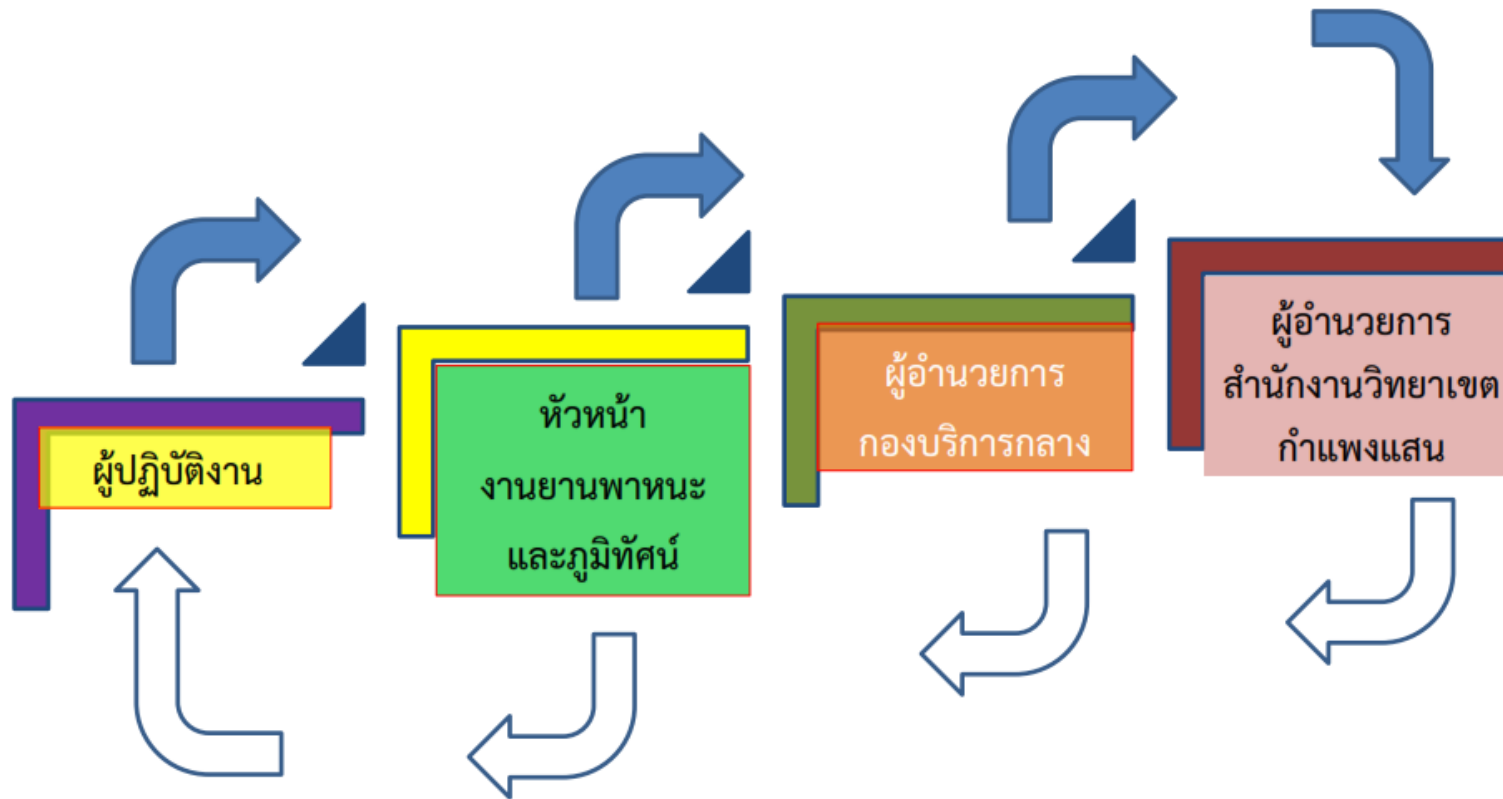 ผู้ปฏิบัติงาน
หัวหน้า
งานยานพาหนะ
และภูมิทัศน์
ผู้อำนวยการ
กองบริการกลาง
ผู้อำนวยการ
สำนักงานวิทยาเขต
กำแพงแสน